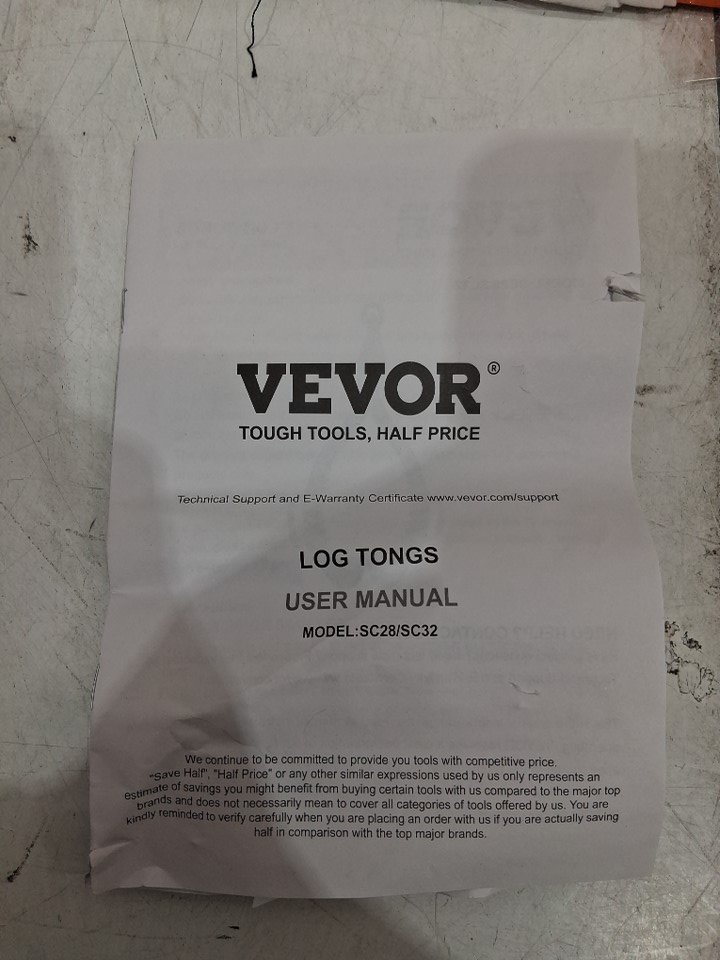 VEVOR®
TOUGH TOOLS, HALF PRICE
Technical Support and E-Warranty Certificate www.vevor.com/support
LOG TONGS
USER MANUAL
MODEL:SC28/SC32
We continue to be committed to provide you tools with competitive price.
"Save Half", "Half Price" or any other similar expressions used by us only represents an
estimate of savings you might benefit from buying certain tools with us compared to the major top
brands and does not necessarily mean to cover all categories of tools offered by us. You are
kindly reminded to verify carefully when you are placing an order with us if you are actually saving
half in comparison with the top major brands.